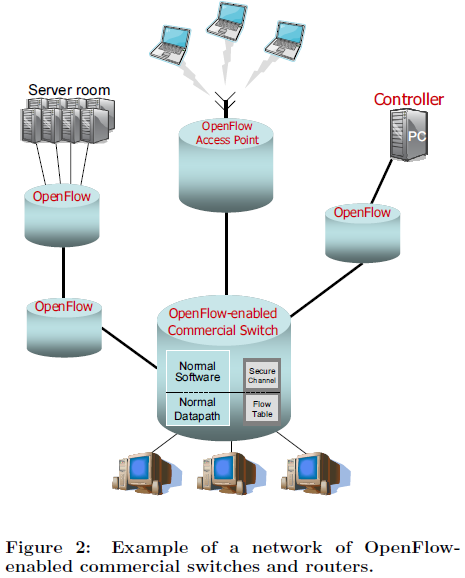 Server room
OpenFlow
Access Point
Controller
PC
OpenFlow
OpenFlow
OpenFlow
OpenFlow-enabled
Commercial Switch
Normal
Software
Secure
Channel
Normal
Datapath
Flow
Table
Figure 2: Example of a network of OpenFlow-
enabled commercial switches and routers.